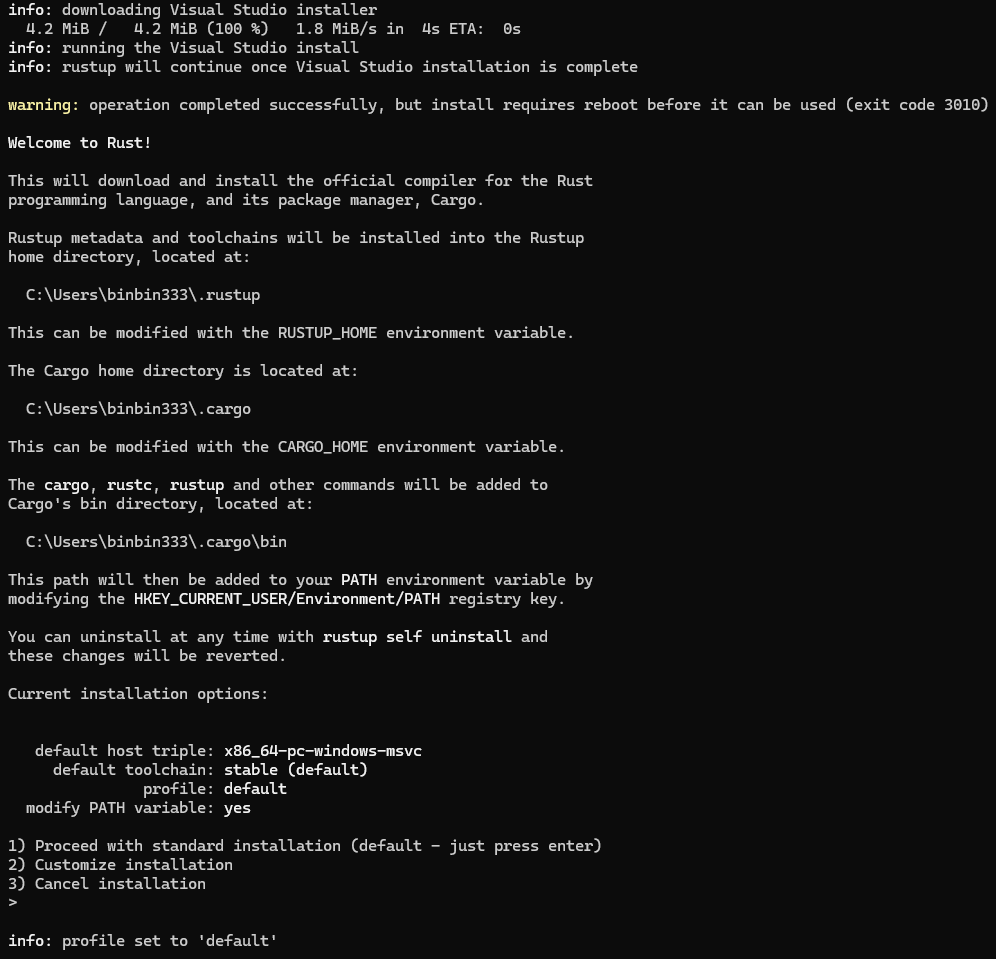 info: downloading Visual Studio installer
4.2 MiB / 4.2 MiB (100 %) 1.8 MiB/s in 4s ETA: 0s
info: running the Visual Studio install
info: rustup will continue once Visual Studio installation is complete
warning: operation completed successfully, but install requires reboot before it can be used (exit code 3010)
Welcome to Rust!
This will download and install the official compiler for the Rust
programming language, and its package manager, Cargo.
Rustup metadata and toolchains will be installed into the Rustup
home directory, located at:
C:\Users\binbin333\.rustup
This can be modified with the RUSTUP_HOME environment variable.
The Cargo home directory is located at:
C:\Users\binbin333\.cargo
This can be modified with the CARGO_HOME environment variable.
The cargo, rustc, rustup and other commands will be added to
Cargo's bin directory, located at:
C:\Users\binbin333\.cargo\bin
This path will then be added to your PATH environment variable by
modifying the HKEY_CURRENT_USER/Environment/PATH registry key.
You can uninstall at any time with rustup self uninstall and
these changes will be reverted.
Current installation options:
default host triple: x86_64-pc-windows-msvc
default toolchain: stable (default)
profile: default
modify PATH variable: yes
1) Proceed with standard installation (default - just press enter)
2) Customize installation
3) Cancel installation
>
info: profile set to 'default'